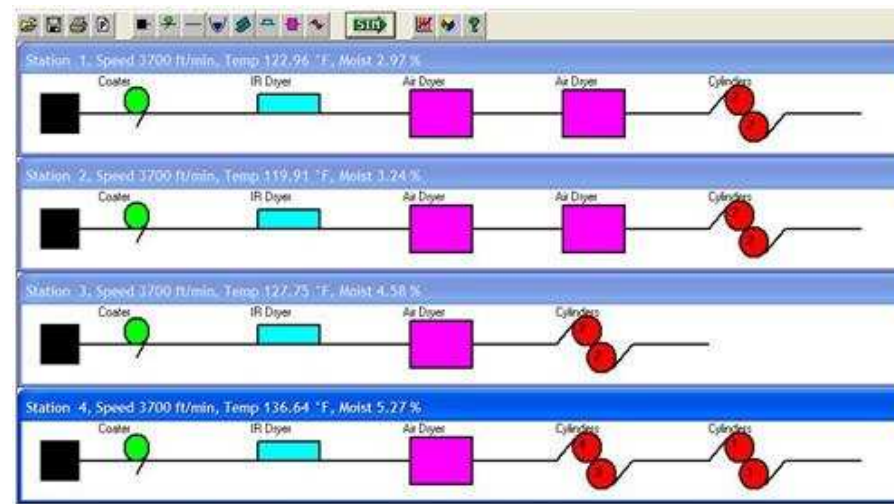 SIM
Station 1, Speed 3700 ft/min, Temp 122.96 °F, Moist 2.97 %
Coater IR Dryer Air Dryer Air Dryer Cylinders
Station 2, Speed 3700 ft/min, Temp 119.91 °F, Moist 3.24 %
Coater IR Dryer Air Dryer Air Dryer Cylinders
Station 3, Speed 3700 ft/min, Temp 127.75 °F, Moist 4.58 %
Coater IR Dryer Air Dryer Cylinders
Station 4, Speed 3700 ft/min, Temp 136.64 °F, Moist 5.27 %
Coater IR Dryer Air Dryer Cylinders Cylinders